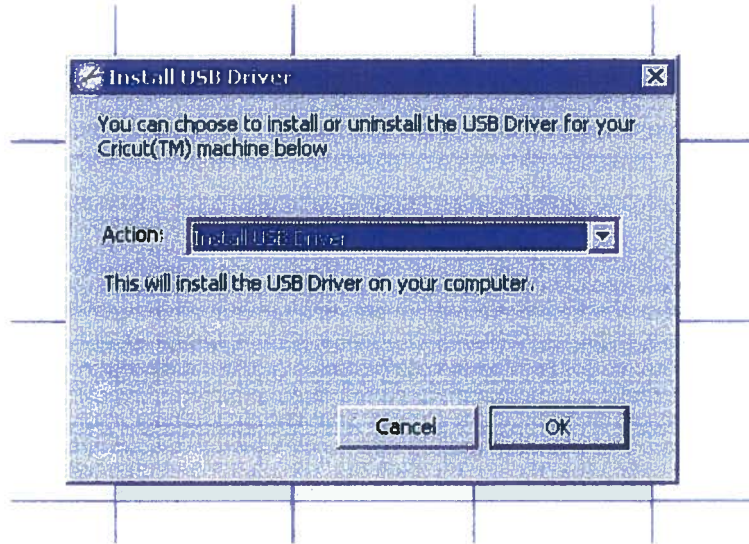 Install USB Driver
You can choose to install or uninstall the USB Driver for your
Cricut(TM) machine below
Action: Install USB Driver
This will install the USB Driver on your computer.
Cancel OK